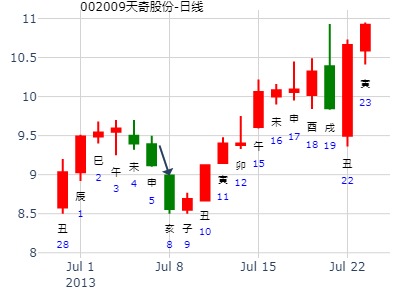 002009天奇股份-日线
11
10.5
10
9.5
9
8.5
8
丑
28
辰
1
巳
2
午
3
未
4
申
5
亥
8
子
9
丑
10
寅
11
卯
12
午
15
未
16
申
17
酉
18
戌
19
丑
22
寅
23
Jul 1
Jul 8
Jul 15
Jul 22
2013